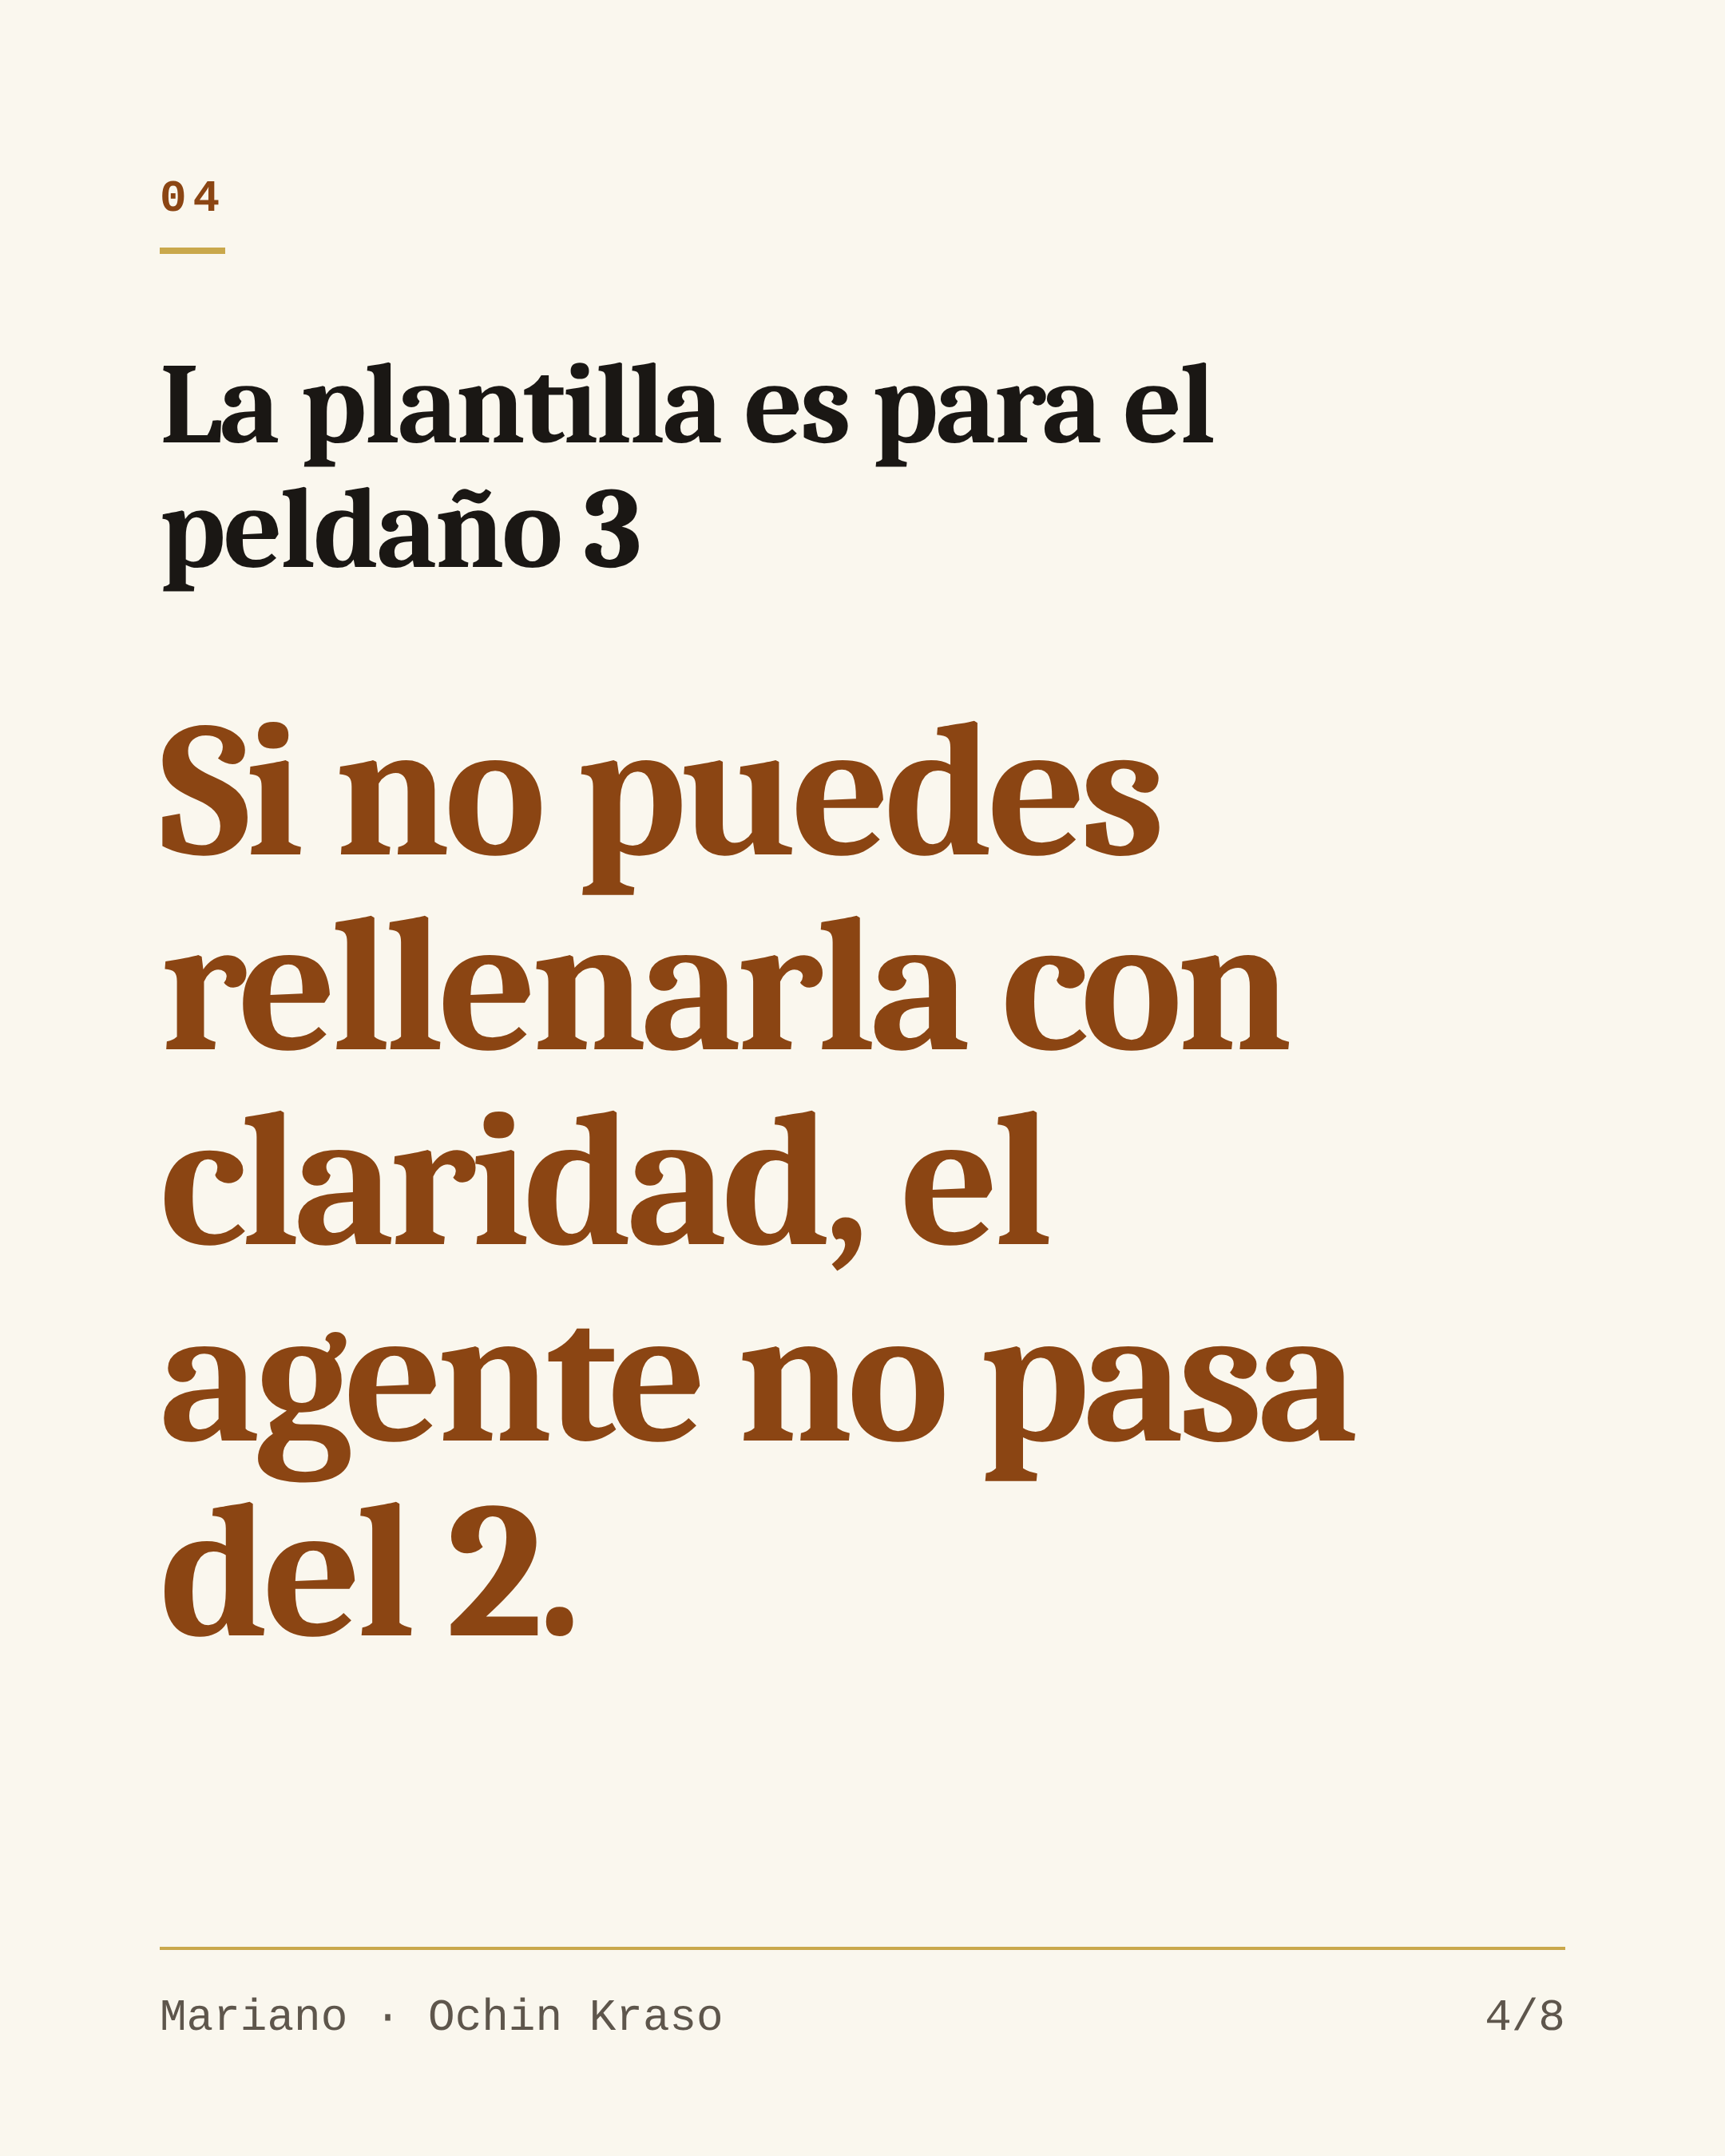 04
La plantilla es para el
peldaño 3
Si no puedes
rellenarla con
claridad, el
agente no pasa
del 2.
Mariano · Ochin Kraso
4/8